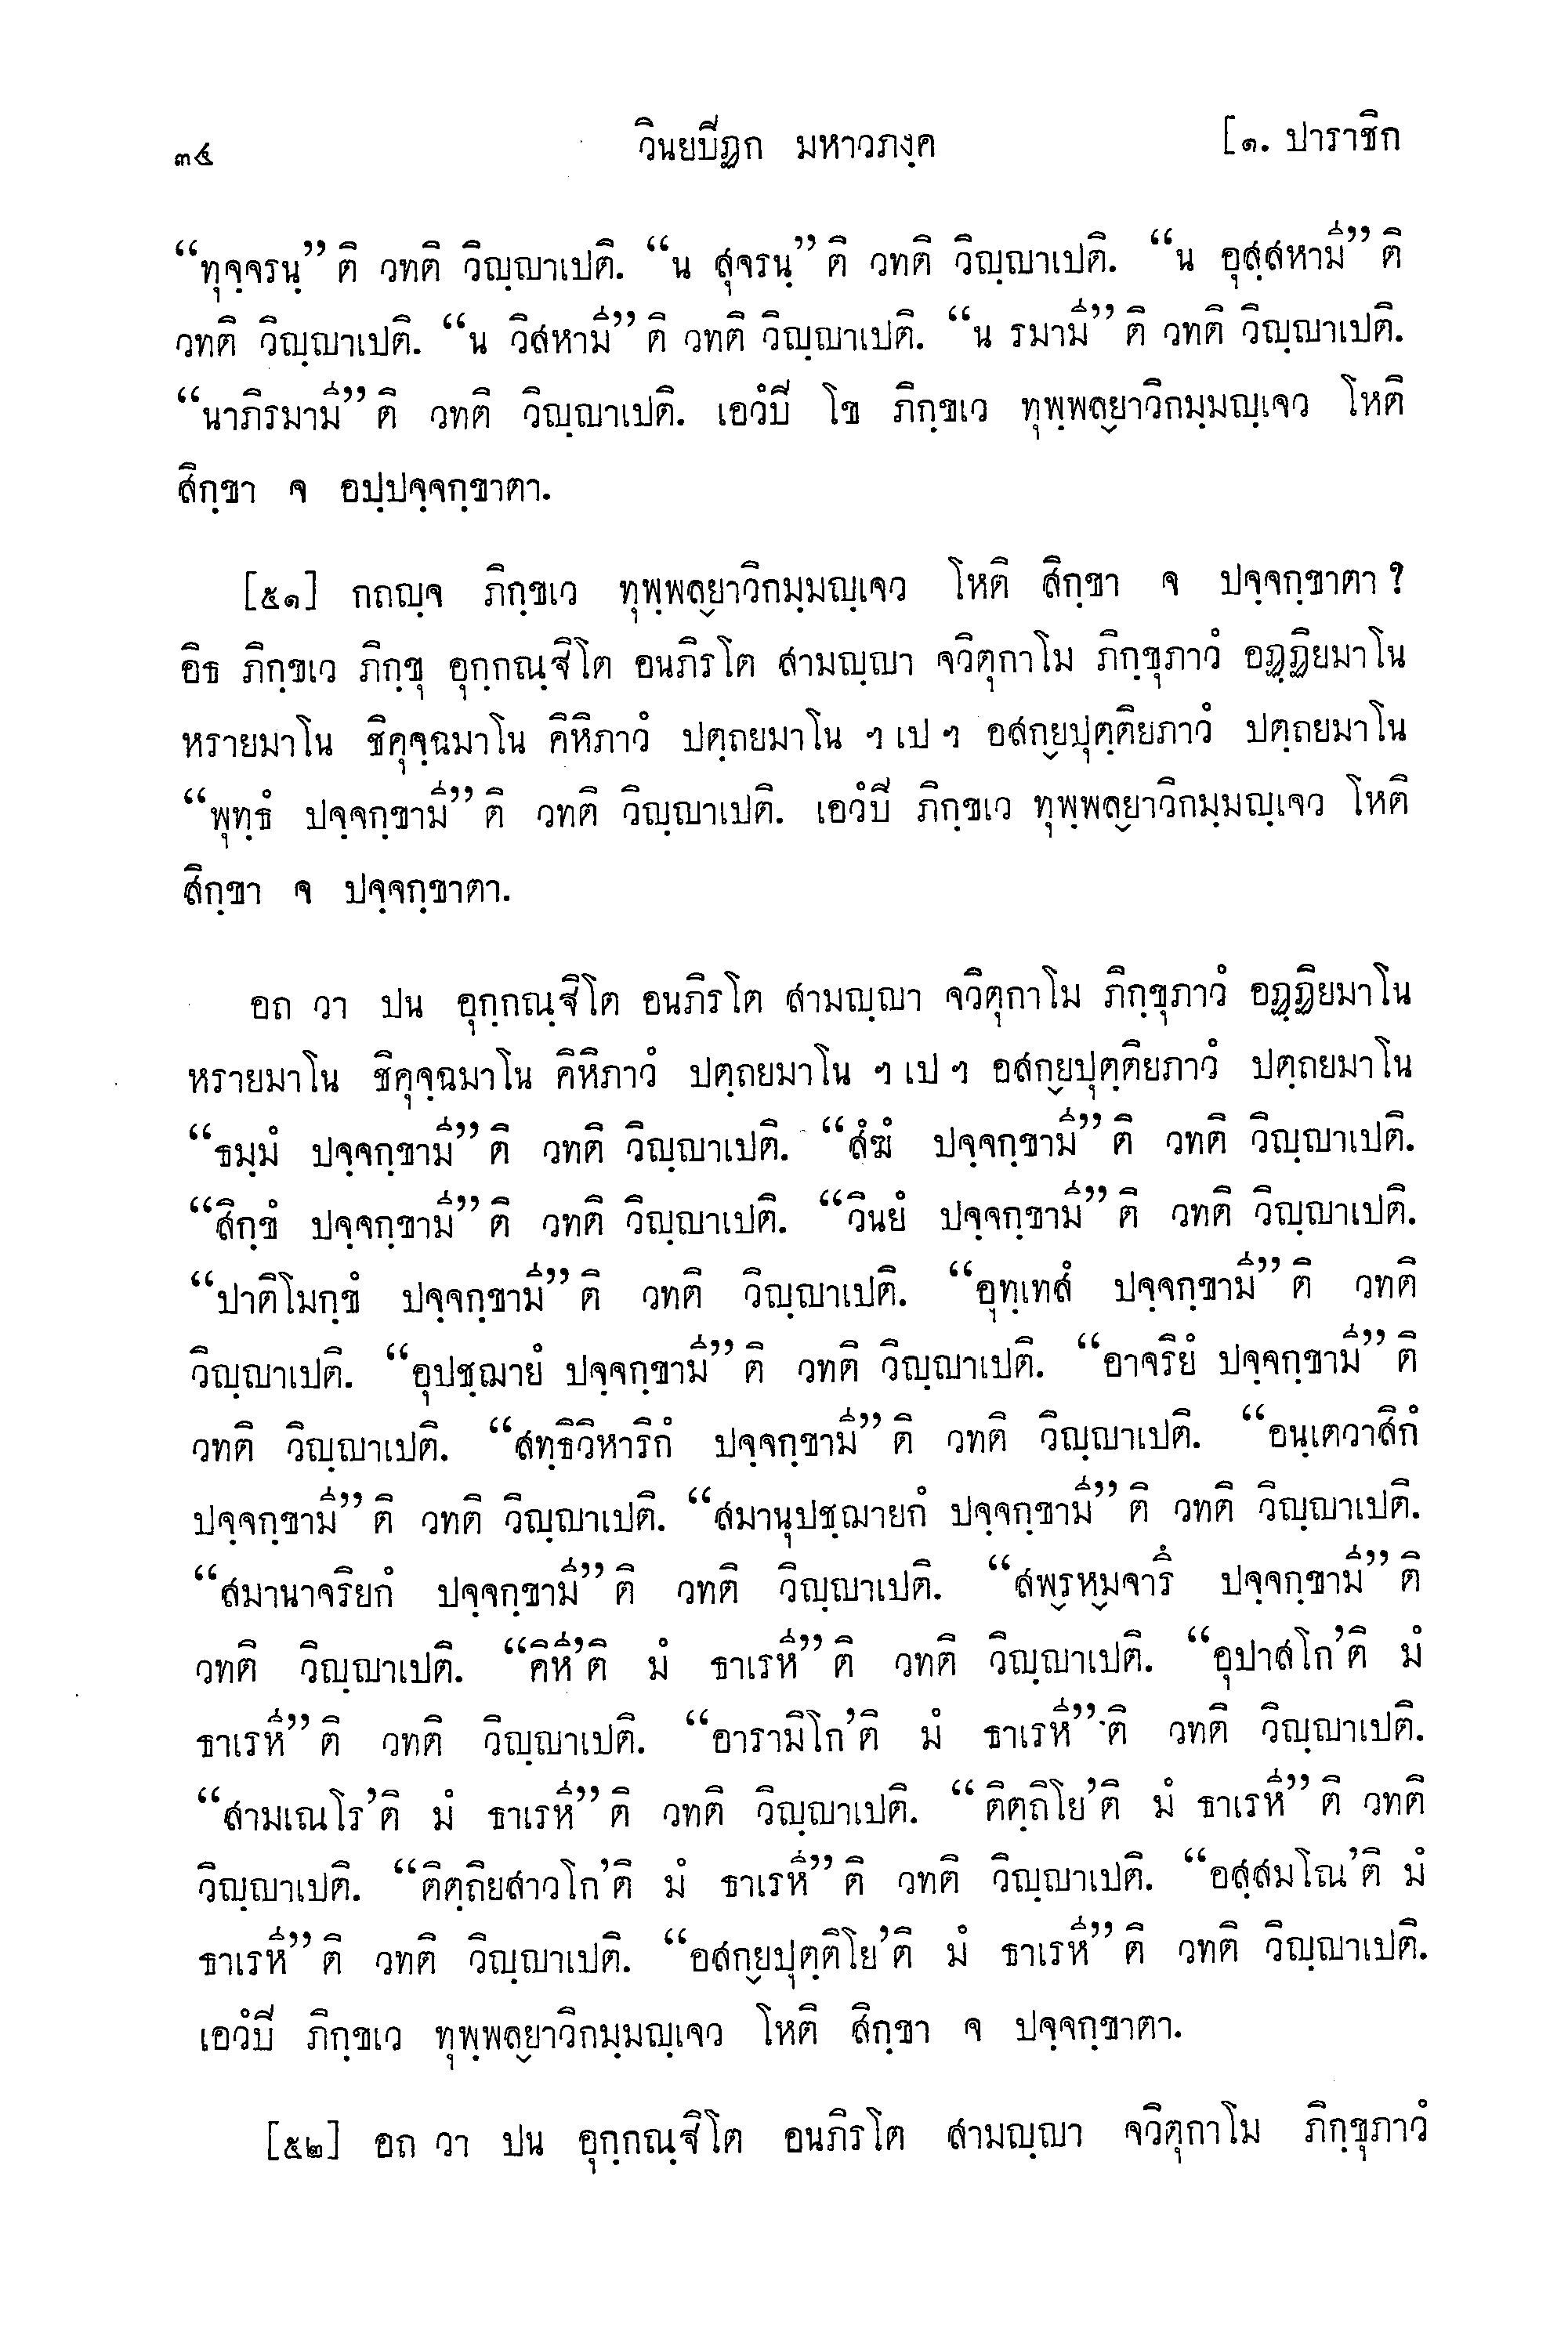 ๓๔ วินยปิฏก มหาวิภงฺค [๑. ปาราชิก
“ทุจฺจรนฺ”ติ วทติ วิญฺญาเปติ. “น สุจรนฺ”ติ วทติ วิญฺญาเปติ. “น อุสฺสหามี”ติ
วทติ วิญฺญาเปติ. “น วิสหามี”ติ วทติ วิญฺญาเปติ. “น รมามี”ติ วทติ วิญฺญาเปติ.
“นาภิรมามี”ติ วทติ วิญฺญาเปติ. เอวํปิ โข ภิกฺขเว ทุพฺพล๎ยาวิกมฺมญฺเจว โหติ
สิกฺขา จ อปฺปจฺจกฺขาตา.
[๕๑] กถญฺจ ภิกฺขเว ทุพฺพล๎ยาวิกมฺมญฺเจว โหติ สิกฺขา จ ปจฺจกฺขาตา ?
อิธ ภิกฺขเว ภิกฺขุ อุกฺกณฺฐิโต อนภิรโต สามญฺญา จวิตุกาโม ภิกฺขุภาวํ อฏฺฏิยมาโน
หรายมาโน ชิคุจฺฉมาโน คิหิภาวํ ปตฺถยมาโน ฯ เป ฯ อสก๎ยปุตฺติยภาวํ ปตฺถยมาโน
“พุทฺธํ ปจฺจกฺขามี”ติ วทติ วิญฺญาเปติ. เอวํปิ ภิกฺขเว ทุพฺพล๎ยาวิกมฺมญฺเจว โหติ
สิกฺขา จ ปจฺจกฺขาตา.
อถ วา ปน อุกฺกณฺฐิโต อนภิรโต สามญฺญา จวิตุกาโม ภิกฺขุภาวํ อฏฺฏิยมาโน
หรายมาโน ชิคุจฺฉมาโน คิหิภาวํ ปตฺถยมาโน ฯ เป ฯ อสก๎ยปุตฺติยภาวํ ปตฺถยมาโน
“ธมฺมํ ปจฺจกฺขามี”ติ วทติ วิญฺญาเปติ. “สํฆํ ปจฺจกฺขามี”ติ วทติ วิญฺญาเปติ.
“สิกฺขํ ปจฺจกฺขามี”ติ วทติ วิญฺญาเปติ. “วินยํ ปจฺจกฺขามี”ติ วทติ วิญฺญาเปติ.
“ปาติโมกฺขํ ปจฺจกฺขามี”ติ วทติ วิญฺญาเปติ. “อุทฺเทสํ ปจฺจกฺขามี”ติ วทติ
วิญฺญาเปติ. “อุปชฺฌายํ ปจฺจกฺขามี”ติ วทติ วิญฺญาเปติ. “อาจริยํ ปจฺจกฺขามี”ติ
วทติ วิญฺญาเปติ. “สทฺธิวิหาริกํ ปจฺจกฺขามี”ติ วทติ วิญฺญาเปติ. “อนฺเตวาสิกํ
ปจฺจกฺขามี”ติ วทติ วิญฺญาเปติ. “สมานุปชฺฌายกํ ปจฺจกฺขามี”ติ วทติ วิญฺญาเปติ.
“สมานาจริยกํ ปจฺจกฺขามี”ติ วทติ วิญฺญาเปติ. “สพ๎รห๎มจารึ ปจฺจกฺขามี”ติ
วทติ วิญฺญาเปติ. “คิหี’ติ มํ ธาเรหี”ติ วทติ วิญฺญาเปติ. “อุปาสโก’ติ มํ
ธาเรหี”ติ วทติ วิญฺญาเปติ. “อารามิโก’ติ มํ ธาเรหี”ติ วทติ วิญฺญาเปติ.
“สามเณโร’ติ มํ ธาเรหี”ติ วทติ วิญฺญาเปติ. “ติตฺถิโย’ติ มํ ธาเรหี”ติ วทติ
วิญฺญาเปติ. “ติตฺถิยสาวโก’ติ มํ ธาเรหี”ติ วทติ วิญฺญาเปติ. “อสฺสมโณ’ติ มํ
ธาเรหี”ติ วทติ วิญฺญาเปติ. “อสก๎ยปุตฺติโย’ติ มํ ธาเรหี”ติ วทติ วิญฺญาเปติ.
เอวํปิ ภิกฺขเว ทุพฺพล๎ยาวิกมฺมญฺเจว โหติ สิกฺขา จ ปจฺจกฺขาตา.
[๕๒] อถ วา ปน อุกฺกณฺฐิโต อนภิรโต สามญฺญา จวิตุกาโม ภิกฺขุภาวํ